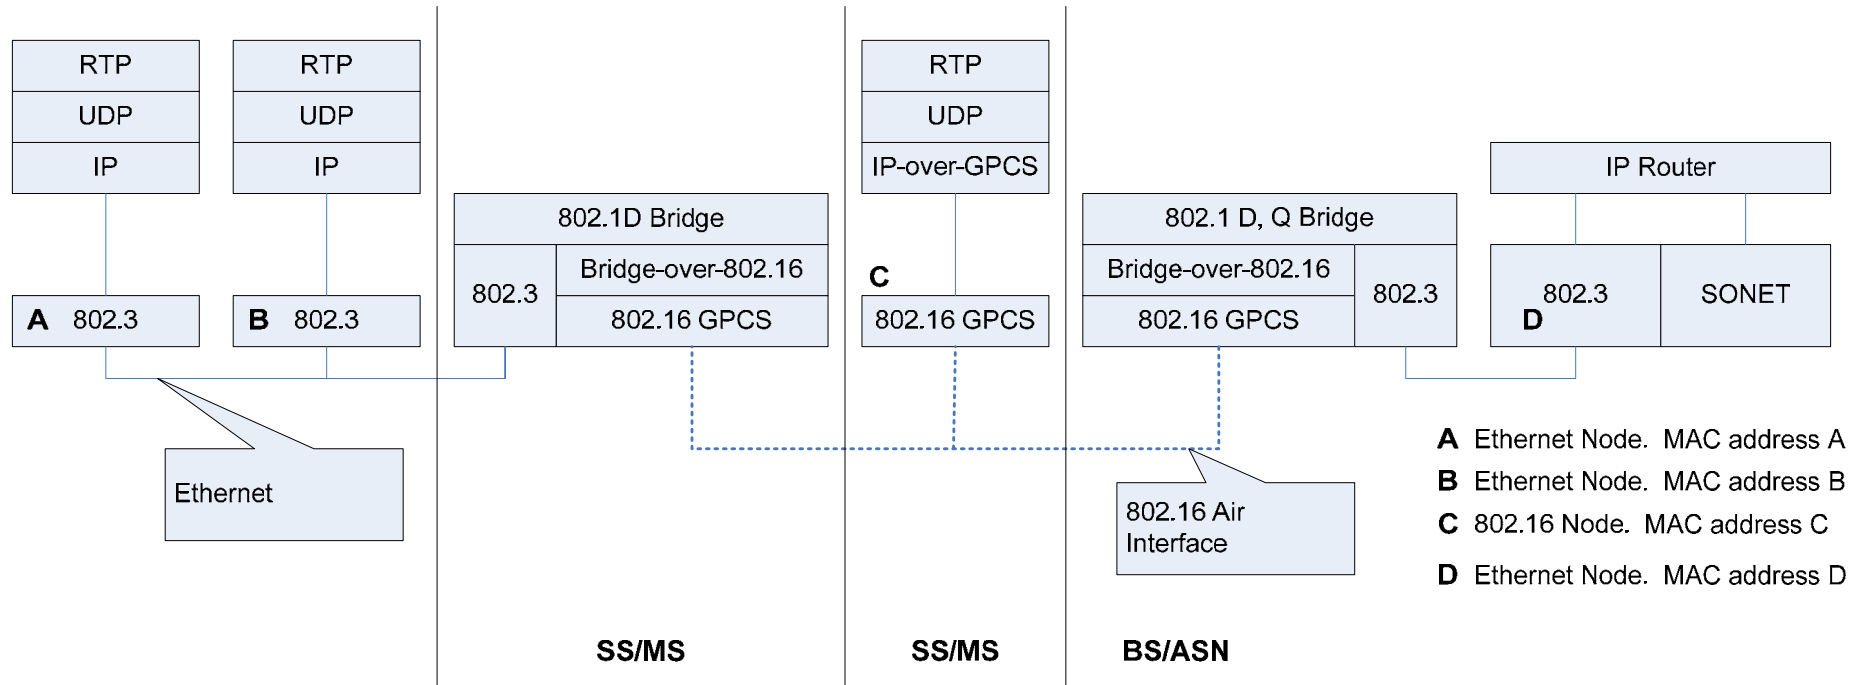 RTP
UDP
IP
A 802.3
RTP
UDP
IP
B 802.3
Ethernet
802.1D Bridge
802.3
Bridge-over-802.16
802.16 GPCS
SS/MS
RTP
UDP
IP-over-GPCS
C
802.16 GPCS
SS/MS
802.1 D, Q Bridge
Bridge-over-802.16
802.16 GPCS
802.3
802.16 Air
Interface
BS/ASN
IP Router
802.3
D
SONET
A Ethernet Node. MAC address A
B Ethernet Node. MAC address B
C 802.16 Node. MAC address C
D Ethernet Node. MAC address D